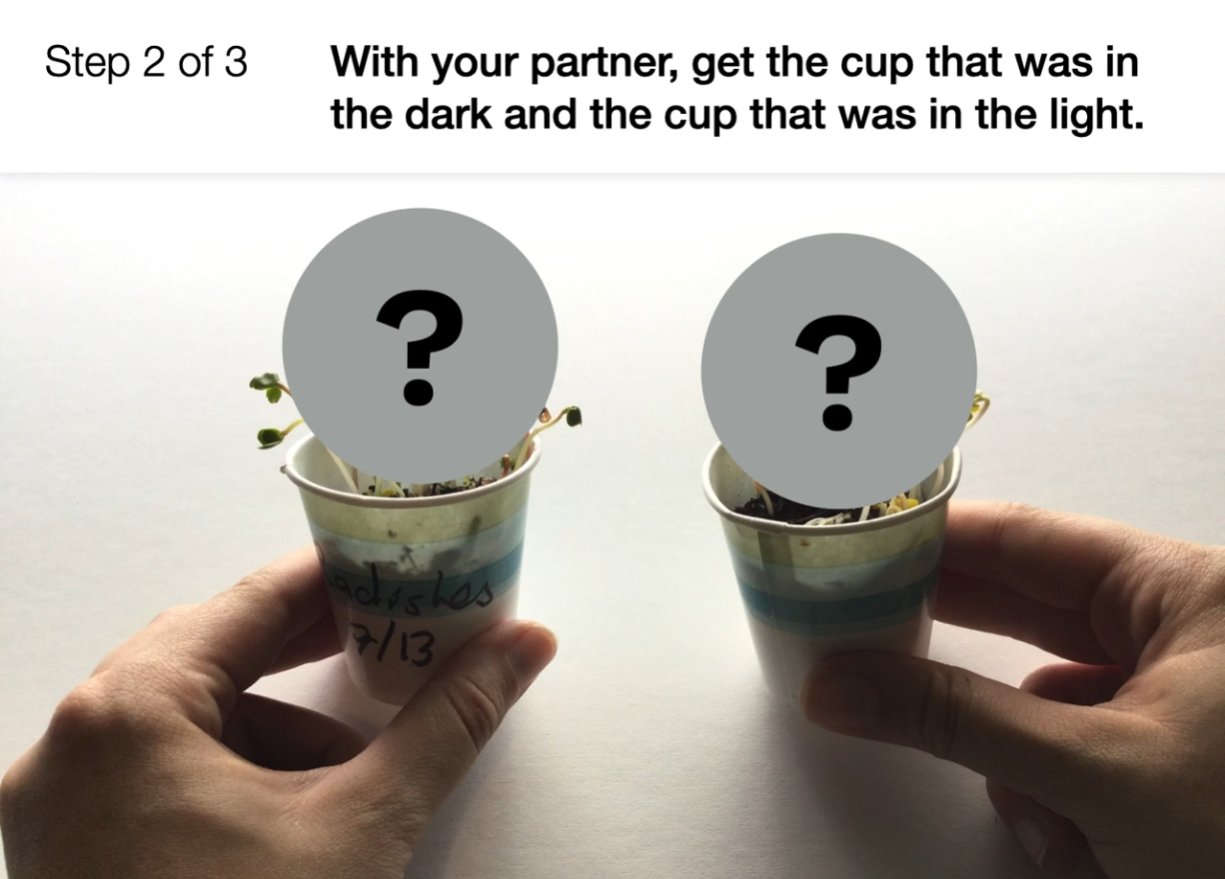 Step 2 of 3
With your partner, get the cup that was in
the dark and the cup that was in the light.
?
?
Radishes
7/13